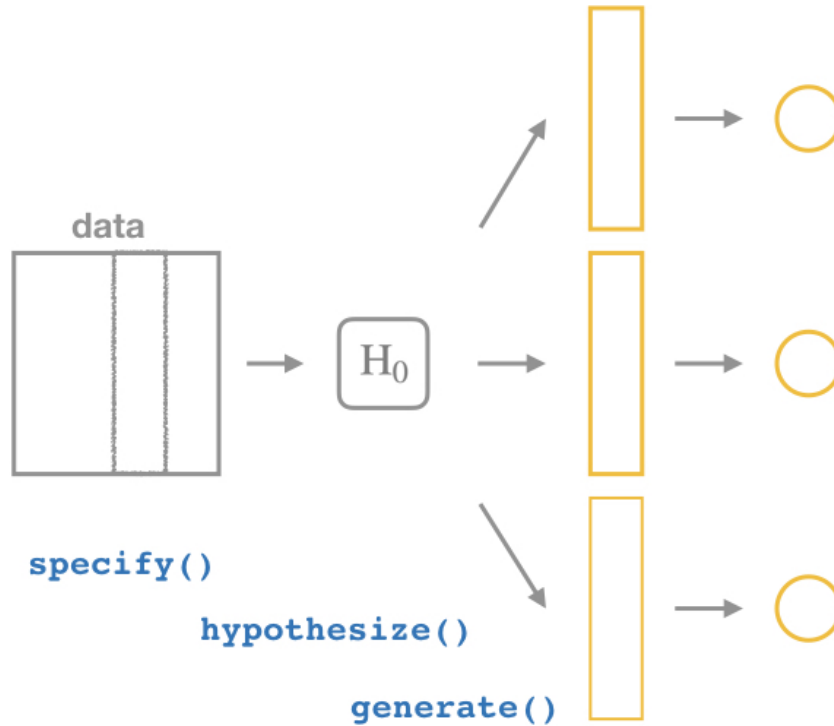 data
H₀
specify()
hypothesize()
generate()